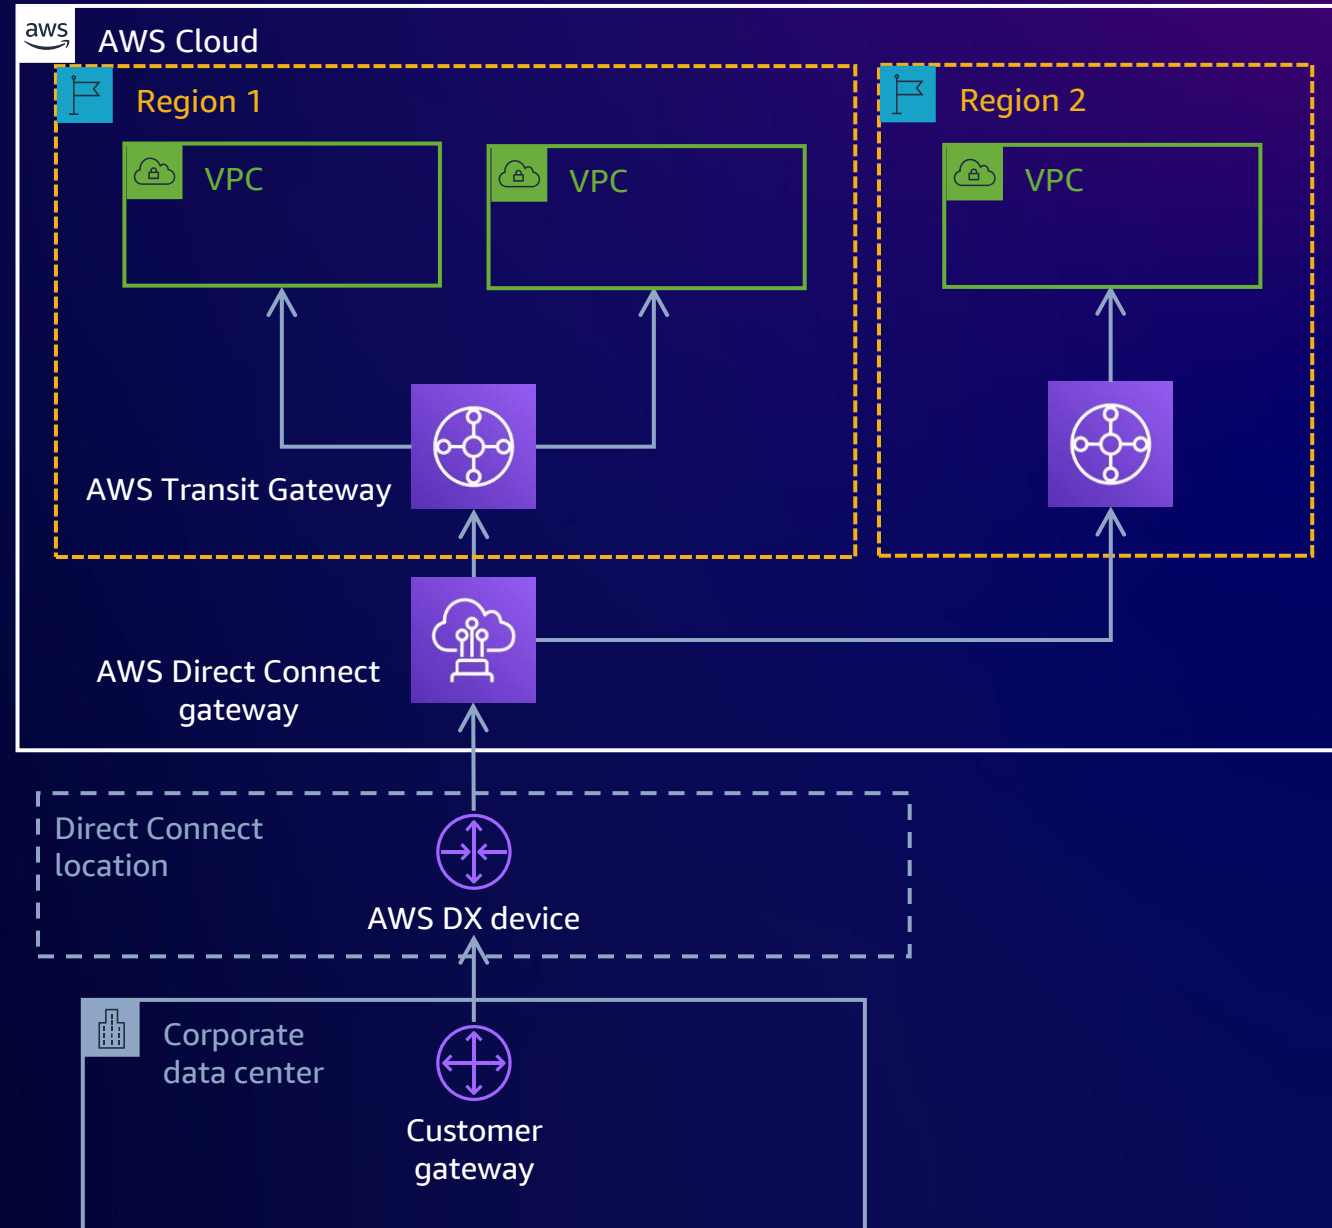 aws
AWS Cloud
Region 1
Region 2
VPC
VPC
VPC
AWS Transit Gateway
AWS Direct Connect
gateway
Direct Connect
location
AWS DX device
Corporate
data center
Customer
gateway